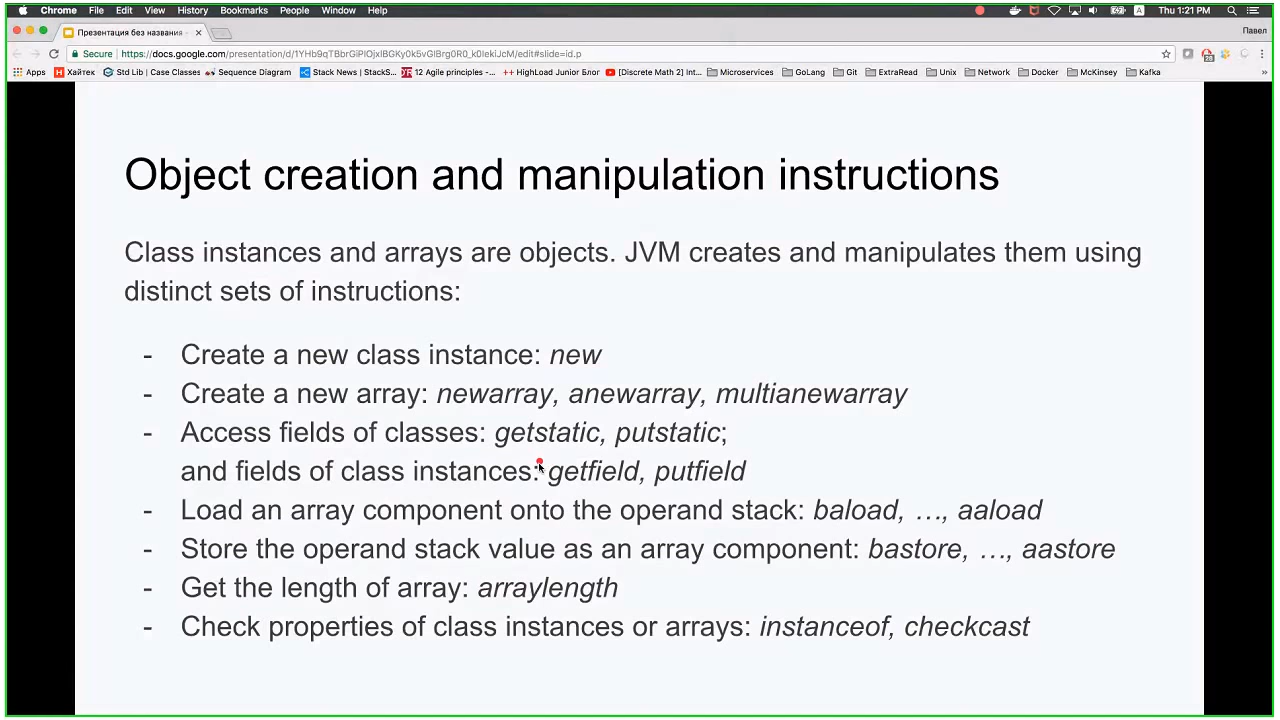 Chrome File Edit View History Bookmarks People Window Help
Thu 1:21 PM
Презентация без названия -
Павел
Secure
https://docs.google.com/presentation/d/
Apps Хайтек Std Lib | Case Classes Sequence Diagram Stack News | StackS... 12 Agile principles -... HighLoad Junior Блог [Discrete Math 2] Int... Microservices GoLang Git ExtraRead Unix Network Docker McKinsey Kafka »
Object creation and manipulation instructions
Class instances and arrays are objects. JVM creates and manipulates them using
distinct sets of instructions:
- Create a new class instance: new
- Create a new array: newarray, anewarray, multianewarray
- Access fields of classes: getstatic, putstatic;
and fields of class instances: getfield, putfield
- Load an array component onto the operand stack: baload, …, aaload
- Store the operand stack value as an array component: bastore, …, aastore
- Get the length of array: arraylength
- Check properties of class instances or arrays: instanceof, checkcast